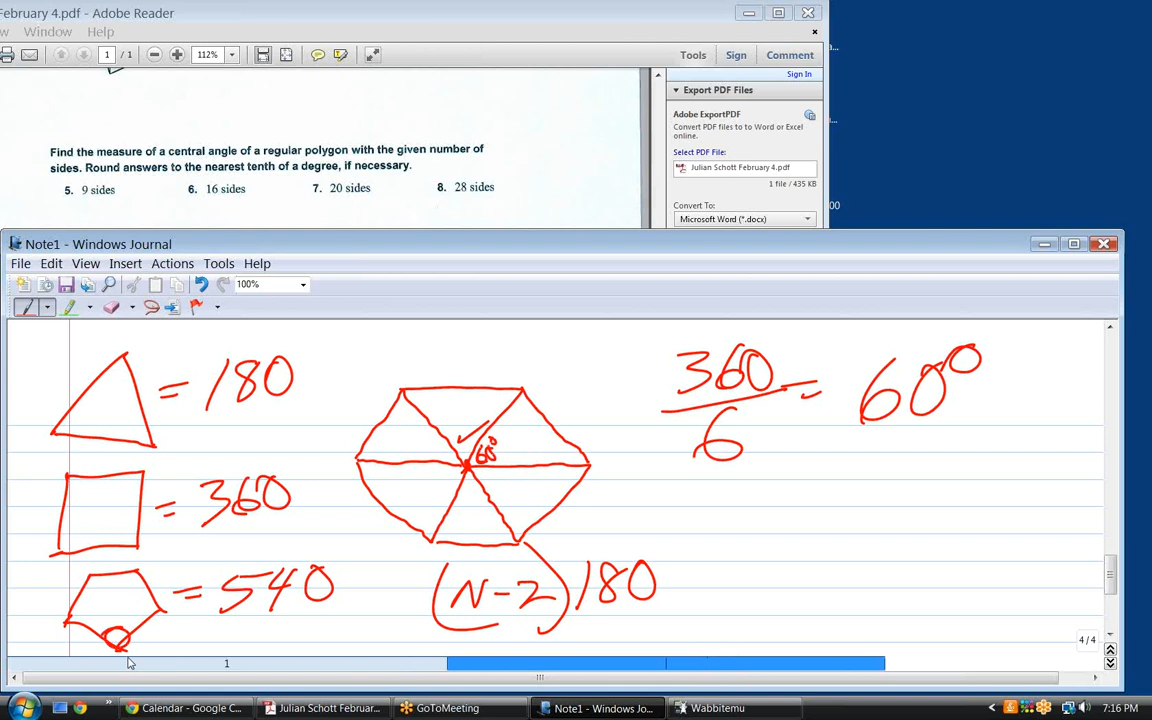 February 4.pdf - Adobe Reader
w Window Help
1 / 1 112% Tools Sign Comment
Sign In
Export PDF Files
Adobe ExportPDF
Convert PDF files to to Word or Excel
online.
Select PDF File:
Julian Schott February 4.pdf
1 file / 435 KB
Convert To:
Microsoft Word (*.docx)
Find the measure of a central angle of a regular polygon with the given number of
sides. Round answers to the nearest tenth of a degree, if necessary.
5. 9 sides 6. 16 sides 7. 20 sides 8. 28 sides
a...
a...
00
Note1 - Windows Journal
File Edit View Insert Actions Tools Help
100%
= 180
360
6
= 60°
60°
= 360
= 540
(N-2)180
4 / 4
1
Calendar - Google C... Julian Schott Februar... GoToMeeting Note1 - Windows Jo... Wabbitemu 7:16 PM